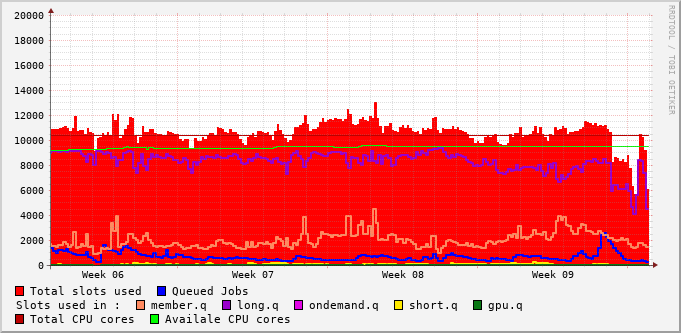 20000
18000
16000
14000
12000
10000
8000
6000
4000
2000
0
Week 06 Week 07 Week 08 Week 09
RRDTOOL / TOBI OETIKER
Total slots used Queued Jobs
Slots used in : member.q long.q ondemand.q short.q gpu.q
Total CPU cores Availale CPU cores